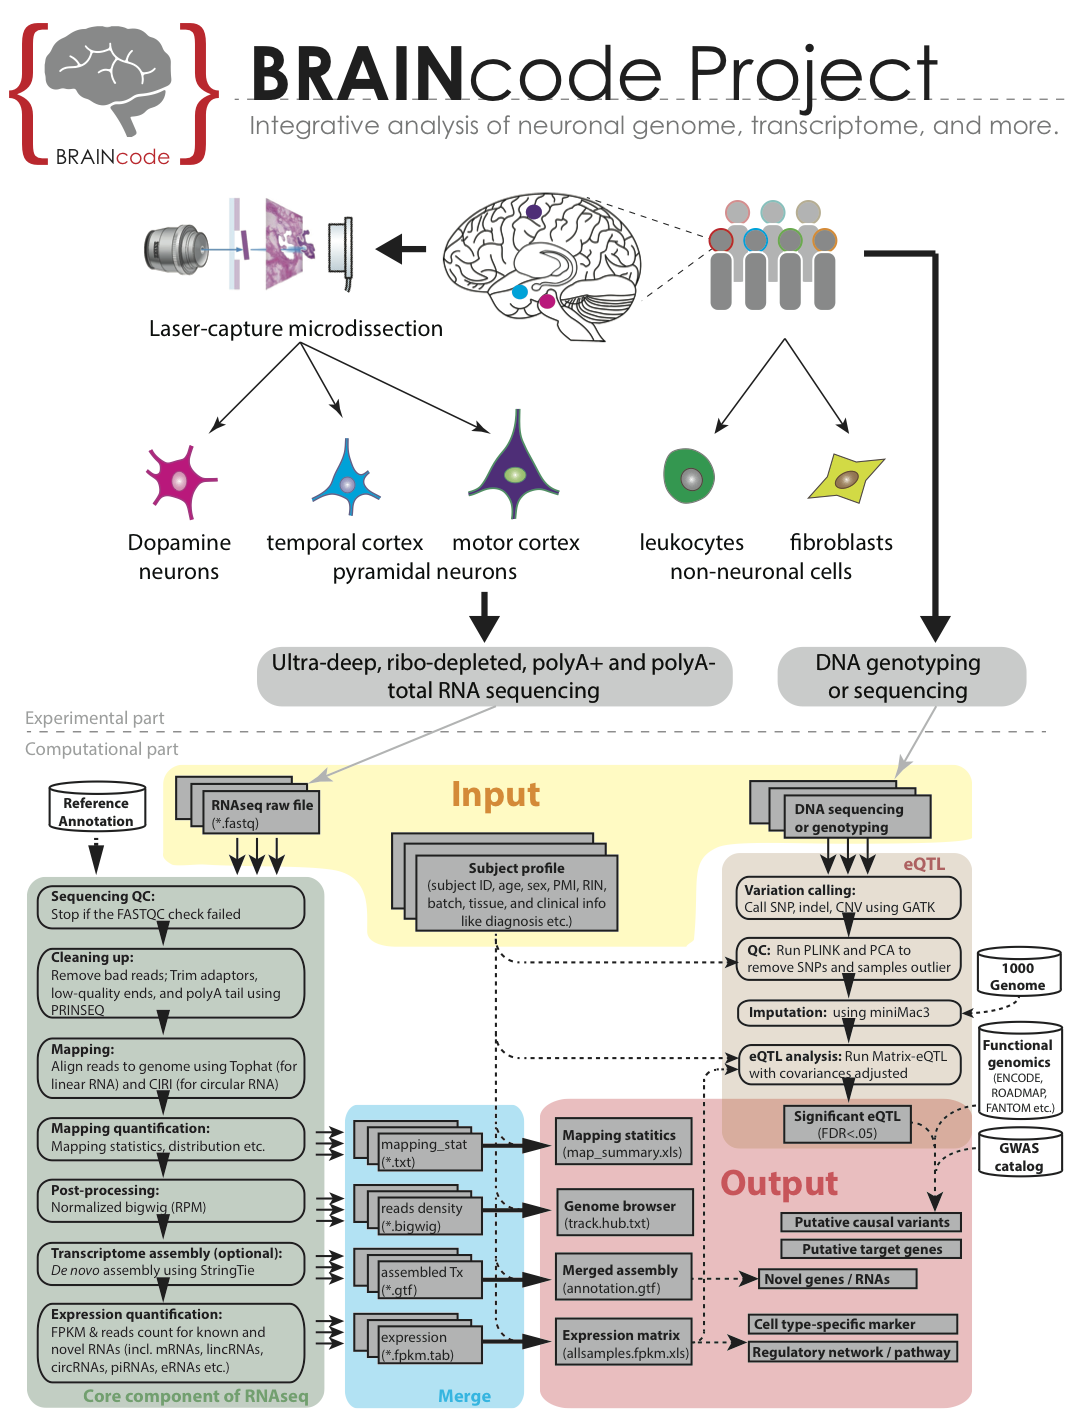 BRAINcode Project
Integrative analysis of neuronal genome, transcriptome, and more.
BRAINcode
Laser-capture microdissection
Dopamine
neurons
temporal cortex
motor cortex
pyramidal neurons
leukocytes
fibroblasts
non-neuronal cells
Ultra-deep, ribo-depleted, polyA+ and polyA-
total RNA sequencing
DNA genotyping
or sequencing
Experimental part
Computational part
Input
Reference
Annotation
RNAseq raw file
(*.fastq)
Subject profile
(subject ID, age, sex, PMI, RIN,
batch, tissue, and clinical info
like diagnosis etc.)
DNA sequencing
or genotyping
Sequencing QC:
Stop if the FASTQC check failed
Cleaning up:
Remove bad reads; Trim adaptors,
low-quality ends, and polyA tail using
PRINSEQ
Mapping:
Align reads to genome using Tophat (for
linear RNA) and CIRI (for circular RNA)
Mapping quantification:
Mapping statistics, distribution etc.
Post-processing:
Normalized bigwig (RPM)
Transcriptome assembly (optional):
De novo assembly using StringTie
Expression quantification:
FPKM & reads count for known and
novel RNAs (incl. mRNAs, lincRNAs,
circRNAs, piRNAs, eRNAs etc.)
Core component of RNAseq
mapping_stat
(*.txt)
reads density
(*.bigwig)
assembled Tx
(*.gtf)
expression
(*.fpkm.tab)
Merge
eQTL
Variation calling:
Call SNP, indel, CNV using GATK
QC: Run PLINK and PCA to
remove SNPs and samples outlier
Imputation: using miniMac3
eQTL analysis: Run Matrix-eQTL
with covariances adjusted
Significant eQTL
(FDR<.05)
1000
Genome
Functional
genomics
(ENCODE,
ROADMAP,
FANTOM etc.)
GWAS
catalog
Output
Mapping statitics
(map_summary.xls)
Genome browser
(track.hub.txt)
Merged assembly
(annotation.gtf)
Expression matrix
(allsamples.fpkm.xls)
Putative causal variants
Putative target genes
Novel genes / RNAs
Cell type-specific marker
Regulatory network / pathway